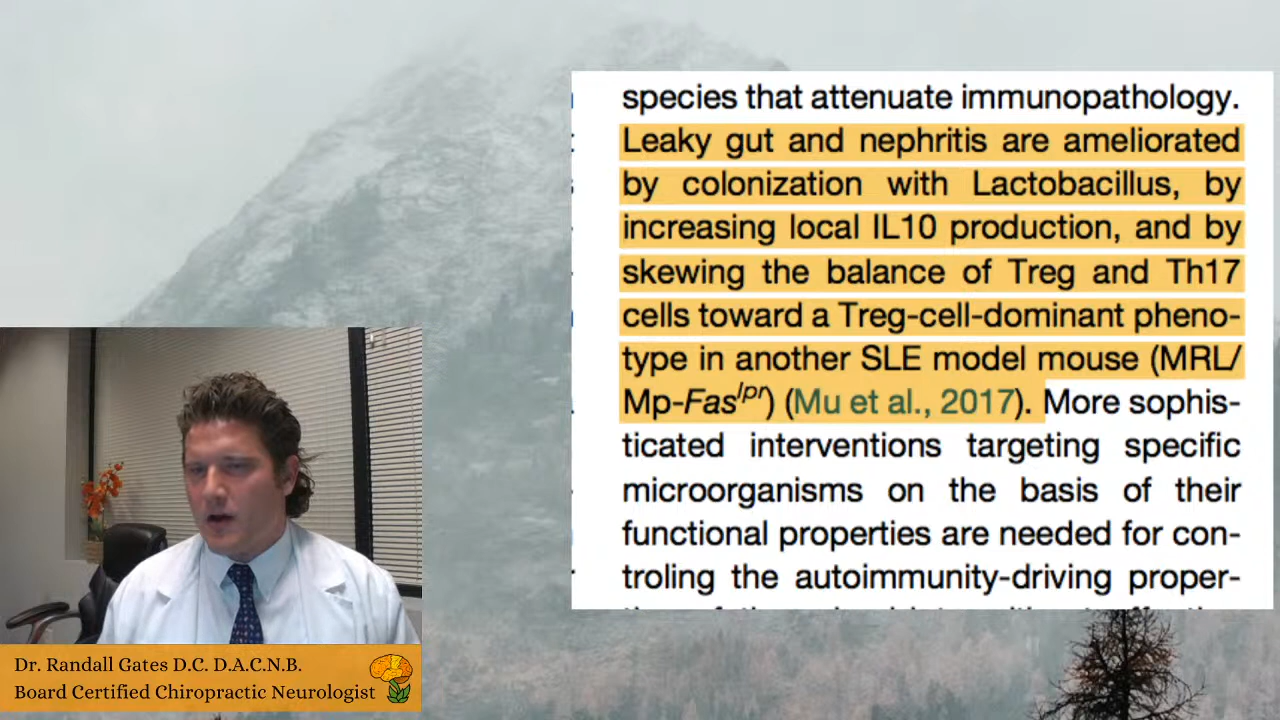 species that attenuate immunopathology.
Leaky gut and nephritis are ameliorated
by colonization with Lactobacillus, by
increasing local IL10 production, and by
skewing the balance of Treg and Th17
cells toward a Treg-cell-dominant pheno-
type in another SLE model mouse (MRL/
Mp-Faslpr) (Mu et al., 2017). More sophis-
ticated interventions targeting specific
microorganisms on the basis of their
functional properties are needed for con-
troling the autoimmunity-driving proper-
Dr. Randall Gates D.C. D.A.C.N.B.
Board Certified Chiropractic Neurologist